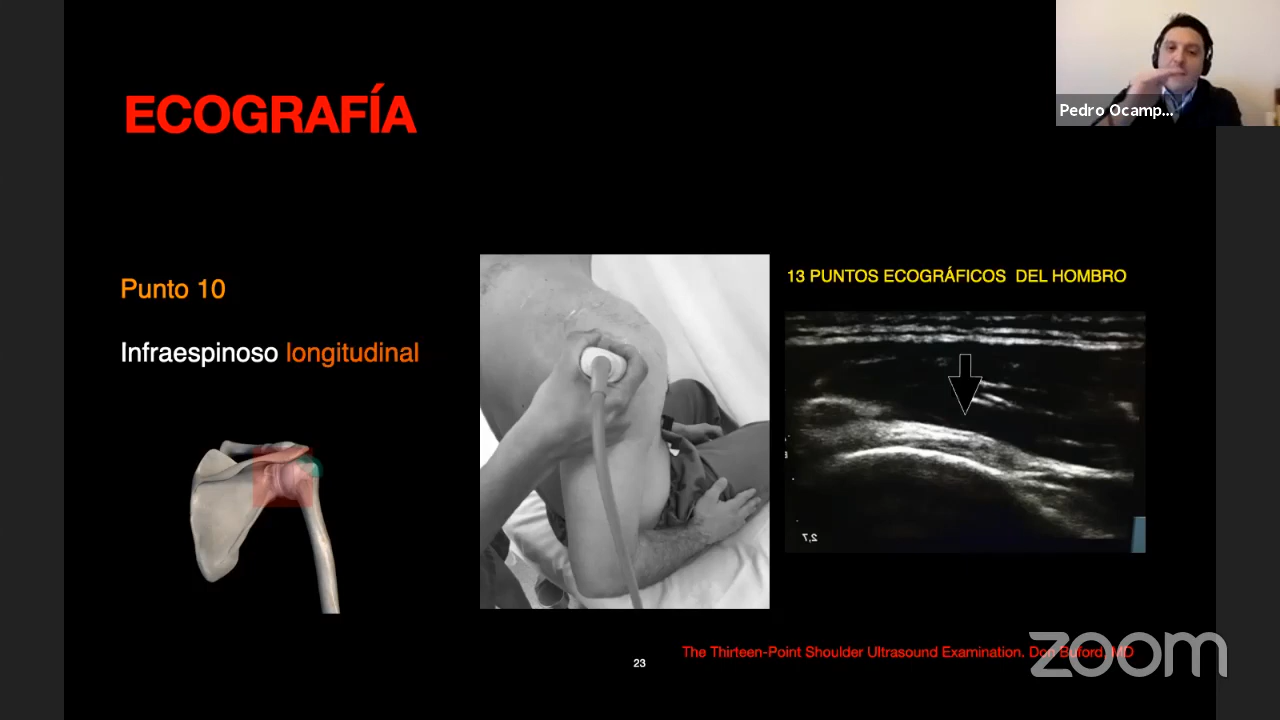 Pedro Ocamp...
ECOGRAFÍA
Punto 10
Infraespinoso longitudinal
13 PUNTOS ECOGRÁFICOS DEL HOMBRO
2,7
The Thirteen-Point Shoulder Ultrasound Examination. Don Buford, MD
23
zoom